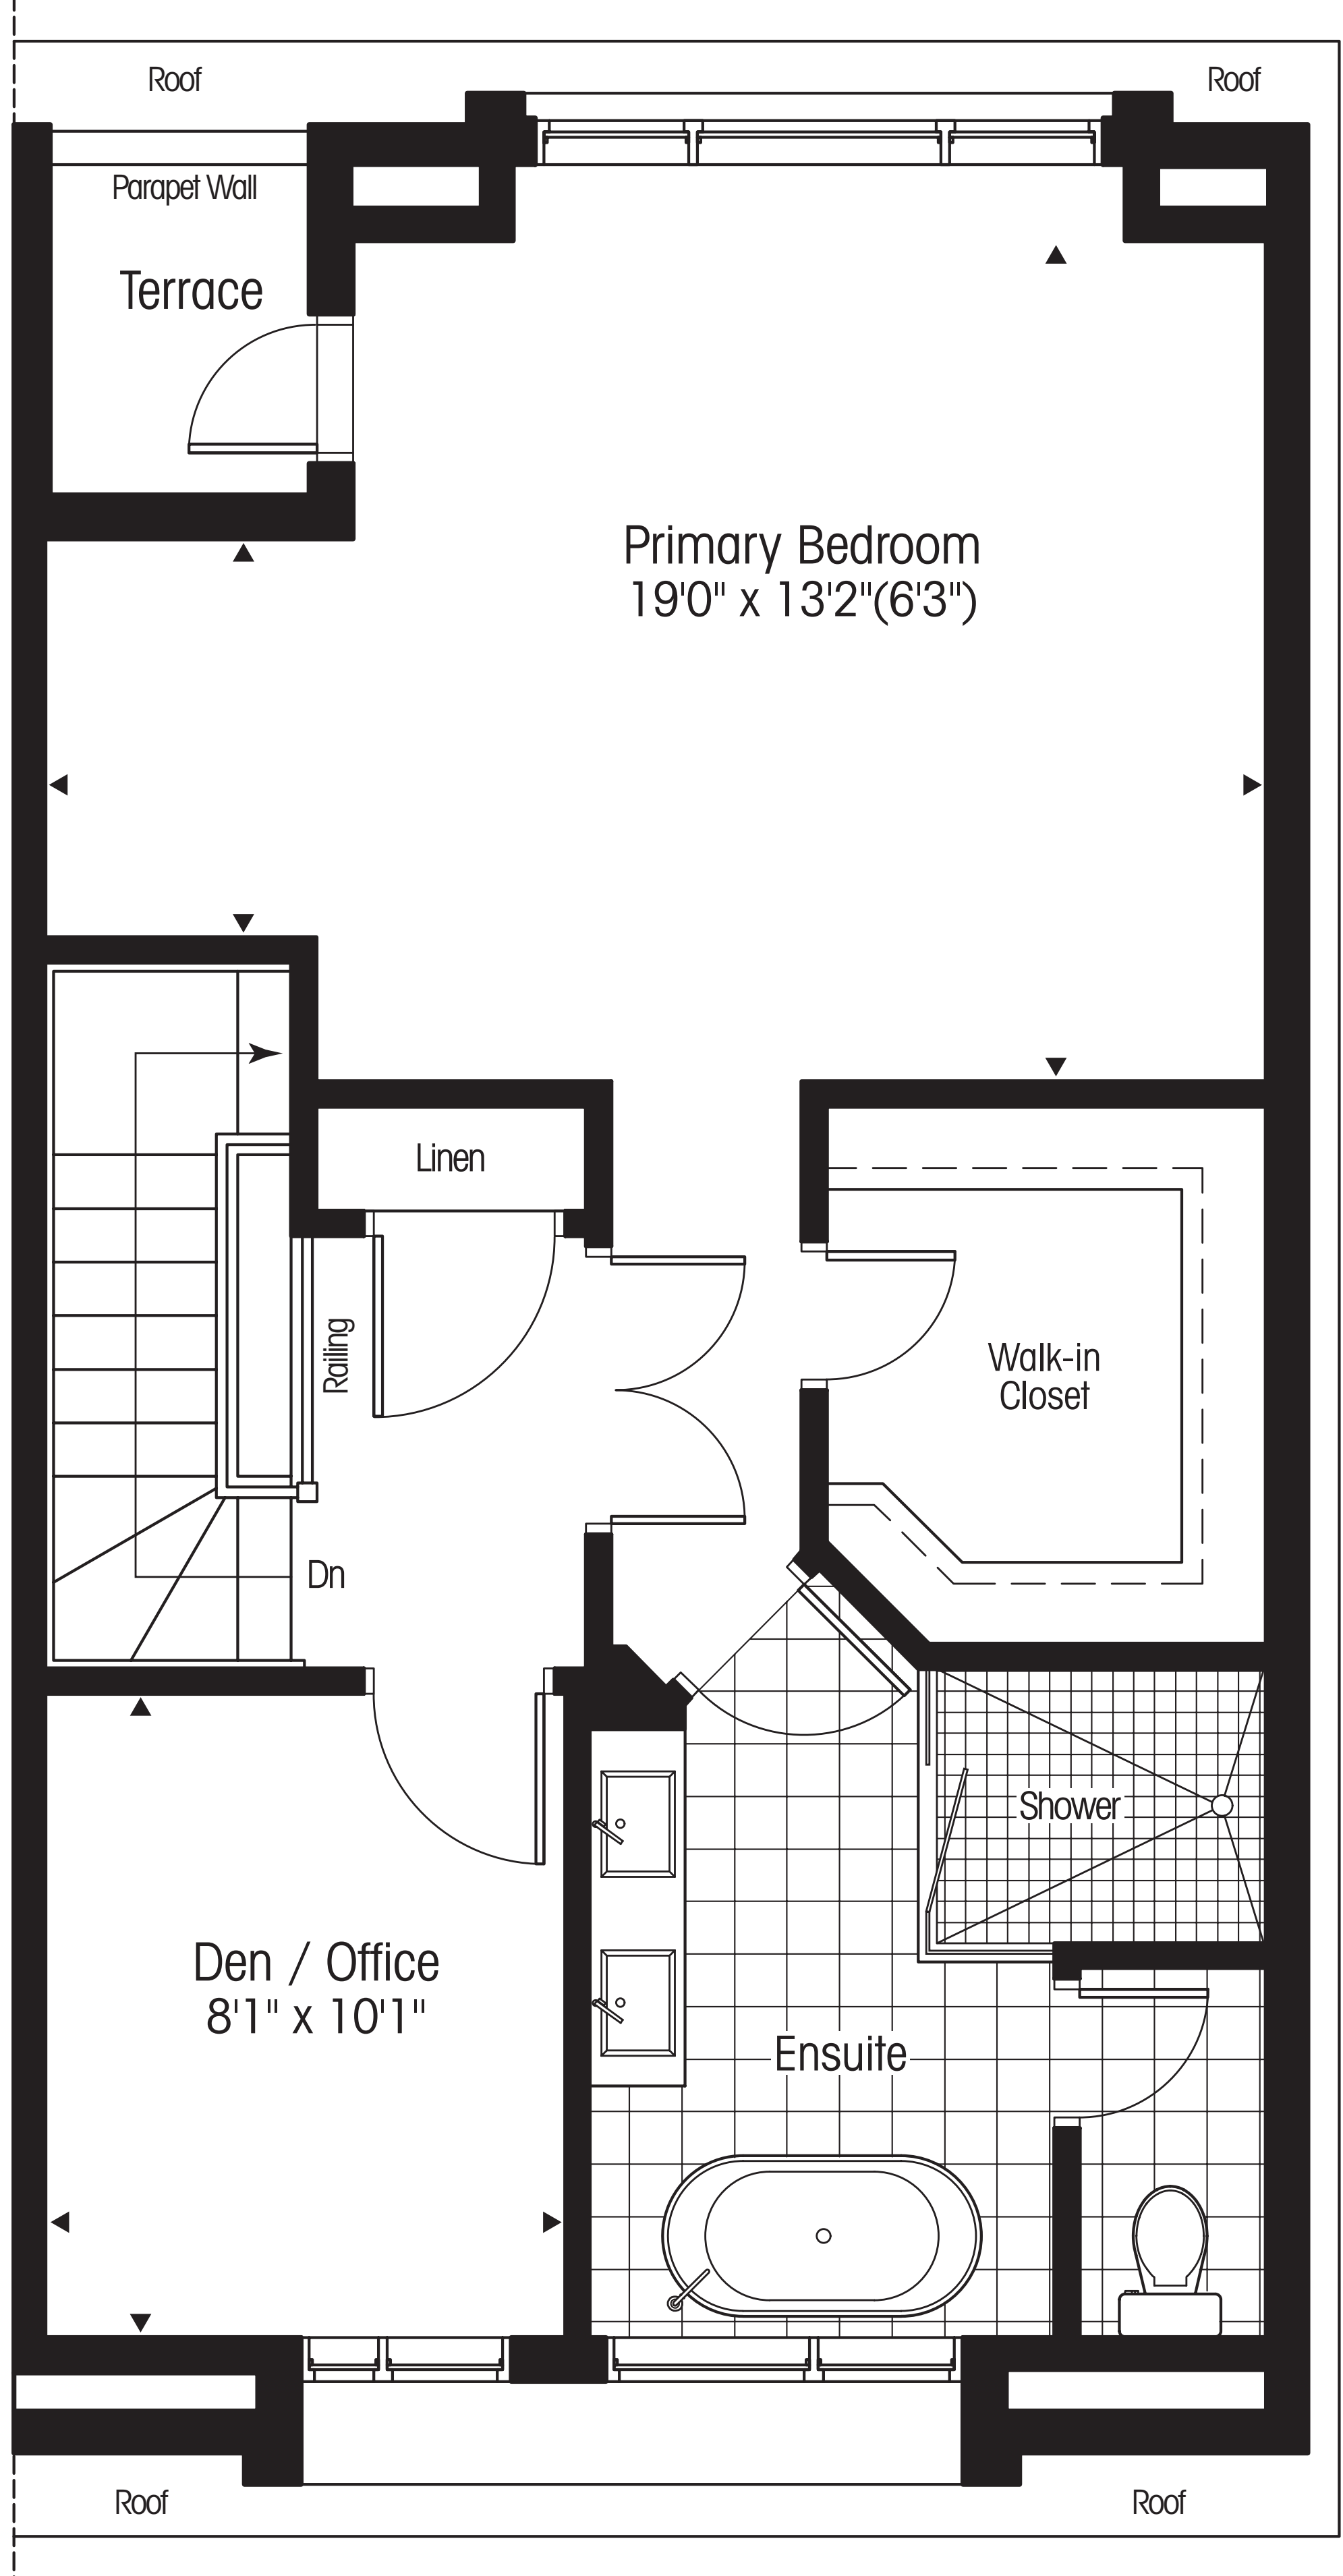 Roof
Roof
Parapet Wall
Terrace
Primary Bedroom
19'0" x 13'2"(6'3")
Linen
Railing
Walk-in
Closet
Dn
Shower
Den / Office
8'1" x 10'1"
Ensuite
Roof
Roof